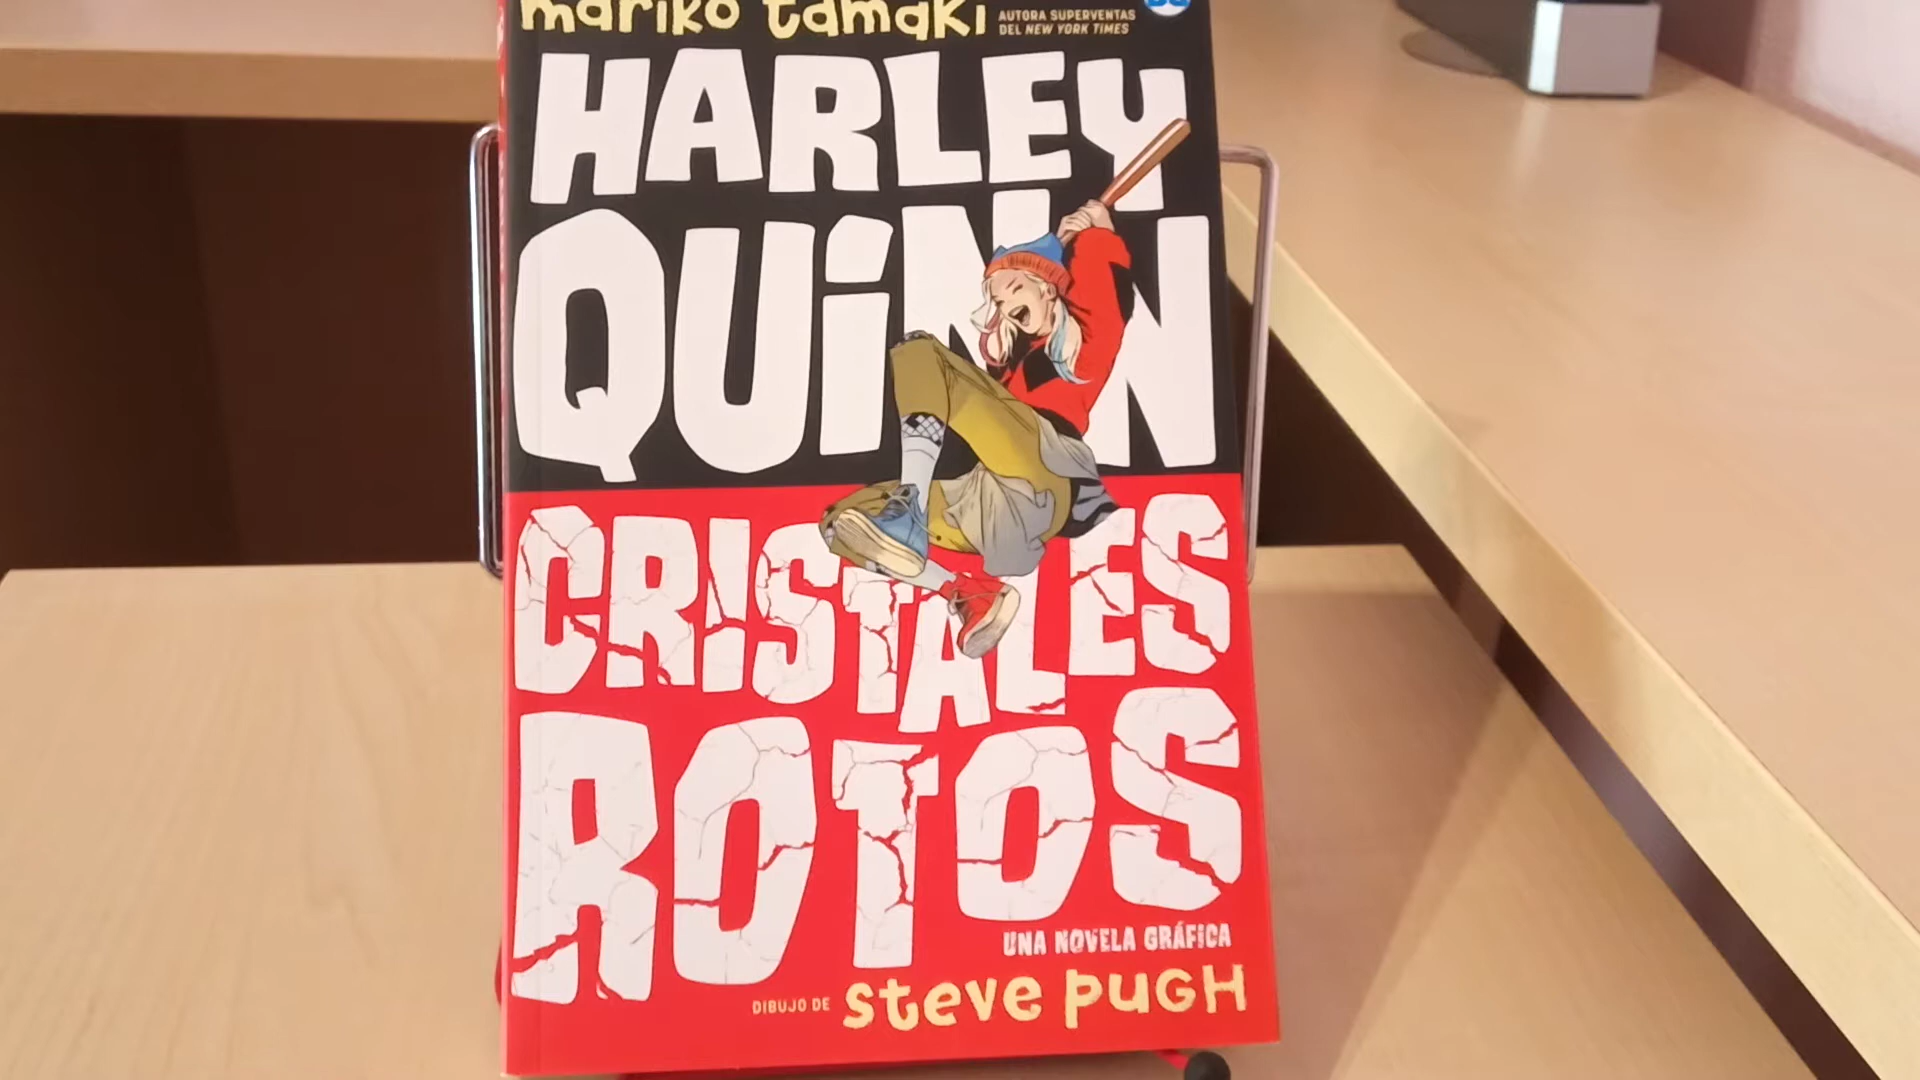 mariko tamaki
AUTORA SUPERVENTAS
DEL NEW YORK TIMES
HARLEY
QUINN
CRISTALES
ROTOS
UNA NOVELA GRÁFICA
DIBUJO DE steve PUGH